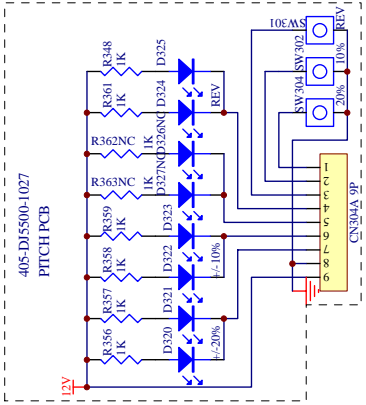 SW301
REV
SW302
10%
SW304
20%
R348
1K
D325
R361
1K
D324
REV
R362NC
1K
D326NC
R363NC
1K
D327NC
R359
1K
D323
R358
1K
D322
+/-10%
R357
1K
D321
R356
1K
D320
+/-20%
1
2
3
4
5
6
7
8
9
CN304A 9P
405-DI5500-1027
PITCH PCB
12V